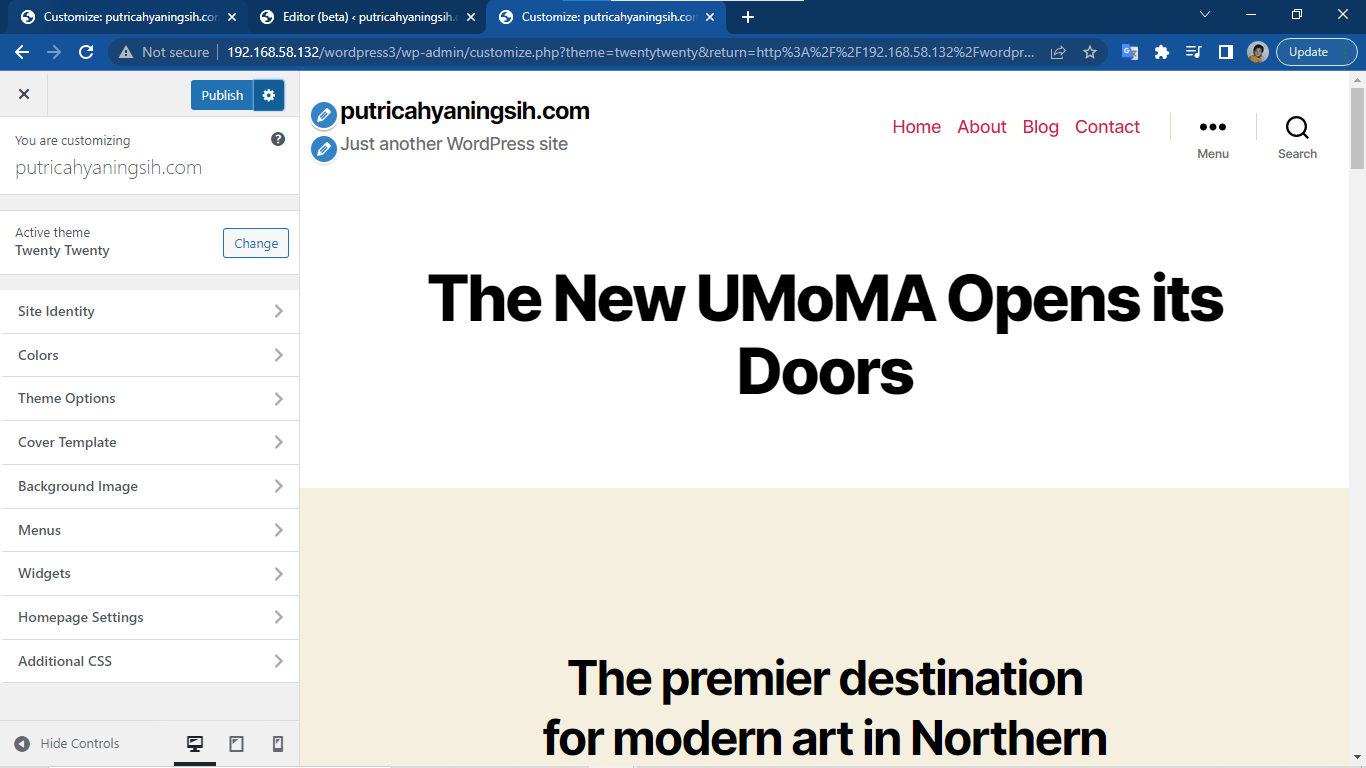 Customize: putricahyaningsih.com
Editor (beta) ‹ putricahyaningsih.
Customize: putricahyaningsih.com
Not secure
192.168.58.132/wordpress3/wp-admin/customize.php?theme=twentytwenty&return=http%3A%2F%2F192.168.58.132%2Fwordpr...
Update
Publish
You are customizing
putricahyaningsih.com
Active theme
Twenty Twenty
Change
Site Identity
Colors
Theme Options
Cover Template
Background Image
Menus
Widgets
Homepage Settings
Additional CSS
Hide Controls
putricahyaningsih.com
Just another WordPress site
Home About Blog Contact
Menu
Search
The New UMoMA Opens its
Doors
The premier destination
for modern art in Northern